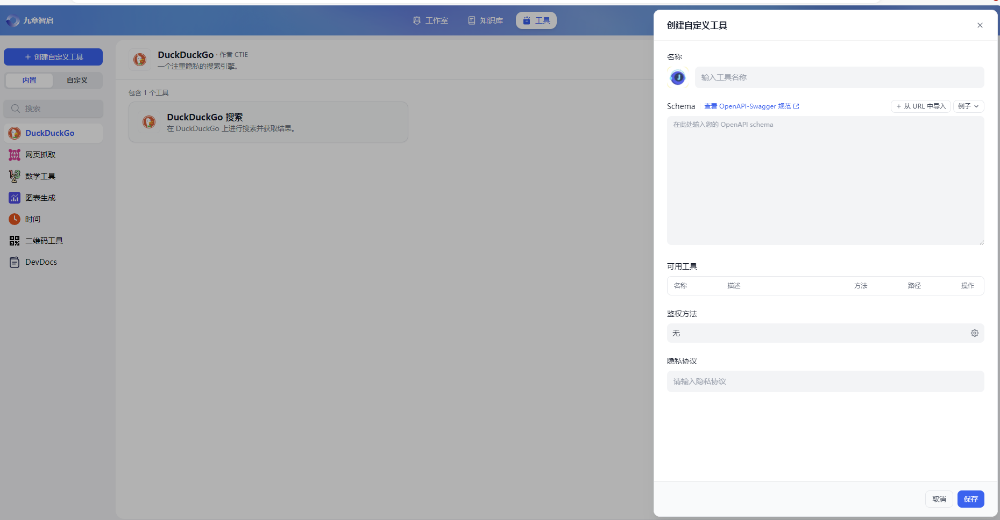 九章智启
工作室
知识库
工具
+ 创建自定义工具
内置
自定义
搜索
DuckDuckGo
网页抓取
数学工具
图表生成
时间
二维码工具
DevDocs
DuckDuckGo · 作者 CTIE
一个注重隐私的搜索引擎。
包含 1 个工具
DuckDuckGo 搜索
在 DuckDuckGo 上进行搜索并获取结果。
创建自定义工具
名称
J
输入工具名称
Schema 查看 OpenAPI-Swagger 规范
+ 从 URL 中导入
例子
在此处输入您的 OpenAPI schema
可用工具
名称 描述 方法 路径 操作
鉴权方法
无
隐私协议
请输入隐私协议
取消
保存